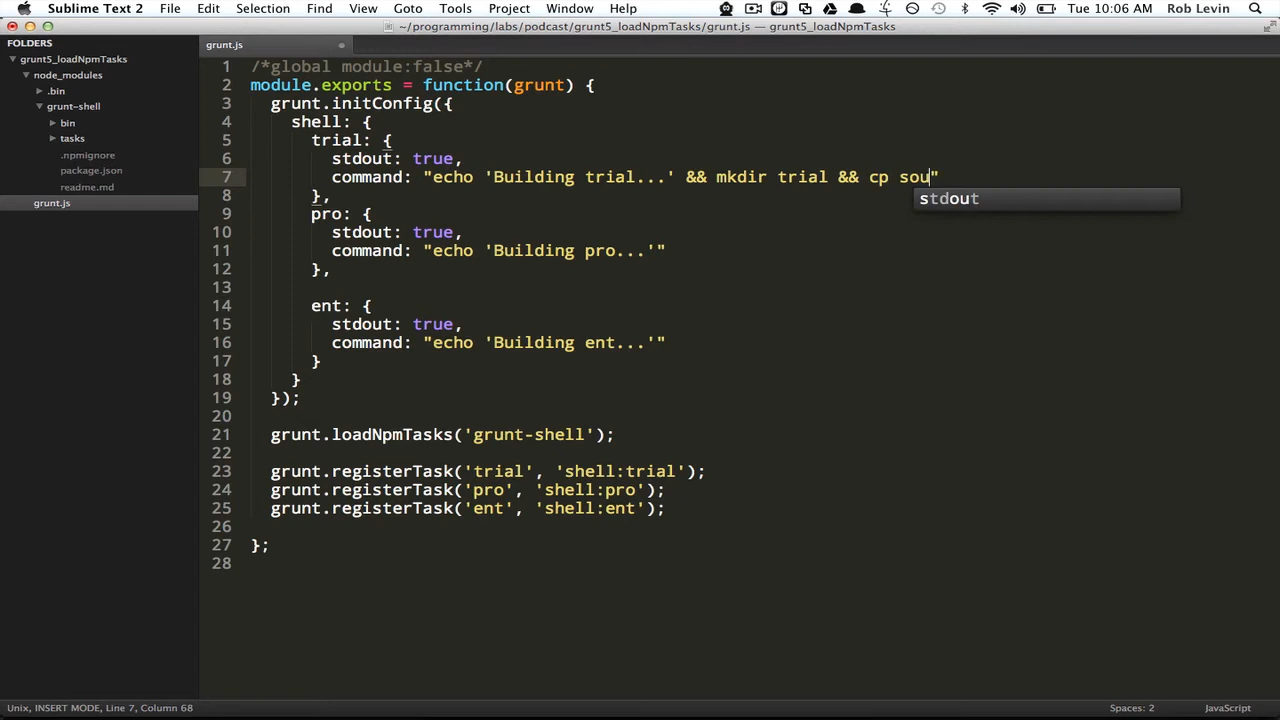 Sublime Text 2 File Edit Selection Find Goto Tools Project Window Help Tue 10:06 AM Rob Levin
~/programming/labs/podcast/grunt5_loadNpmTasks/grunt.js — grunt5_loadNpmTasks
FOLDERS
grunt5_loadNpmTasks
node_modules
.bin
grunt-shell
bin
tasks
.npmignore
package.json
readme.md
grunt.js
grunt.js
1 /*global module:false*/
2 module.exports = function(grunt) {
3 grunt.initConfig({
4 shell: {
5 trial: {
6 stdout: true,
7 command: "echo 'Building trial...' && mkdir trial && cp sou"
stdout
8 },
9 pro: {
10 stdout: true,
11 command: "echo 'Building pro...'"
12 },
13
14 ent: {
15 stdout: true,
16 command: "echo 'Building ent...'"
17 }
18 }
19 });
20
21 grunt.loadNpmTasks('grunt-shell');
22
23 grunt.registerTask('trial', 'shell:trial');
24 grunt.registerTask('pro', 'shell:pro');
25 grunt.registerTask('ent', 'shell:ent');
26
27 };
28
Unix, INSERT MODE, Line 7, Column 68 Spaces: 2 JavaScript